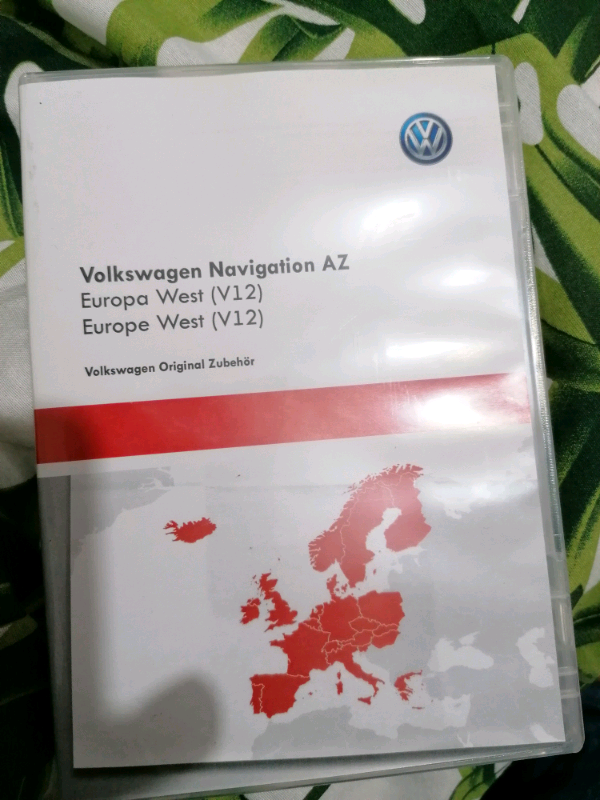 Volkswagen Navigation AZ
Europa West (V12)
Europe West (V12)
Volkswagen Original Zubehör